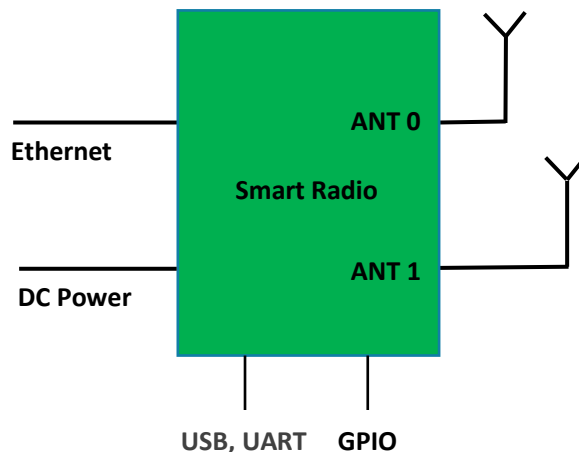 ANT 0
Ethernet
Smart Radio
ANT 1
DC Power
USB, UART GPIO